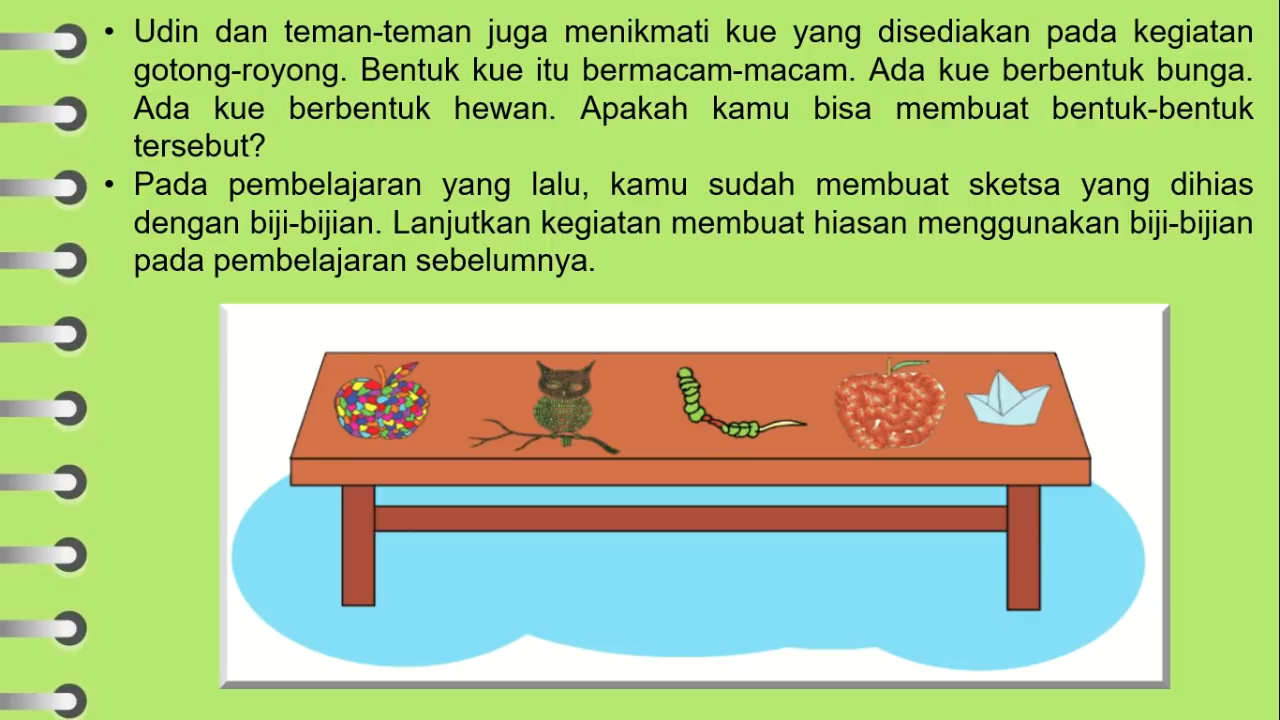 • Udin dan teman-teman juga menikmati kue yang disediakan pada kegiatan
gotong-royong. Bentuk kue itu bermacam-macam. Ada kue berbentuk bunga.
Ada kue berbentuk hewan. Apakah kamu bisa membuat bentuk-bentuk
tersebut?
• Pada pembelajaran yang lalu, kamu sudah membuat sketsa yang dihias
dengan biji-bijian. Lanjutkan kegiatan membuat hiasan menggunakan biji-bijian
pada pembelajaran sebelumnya.